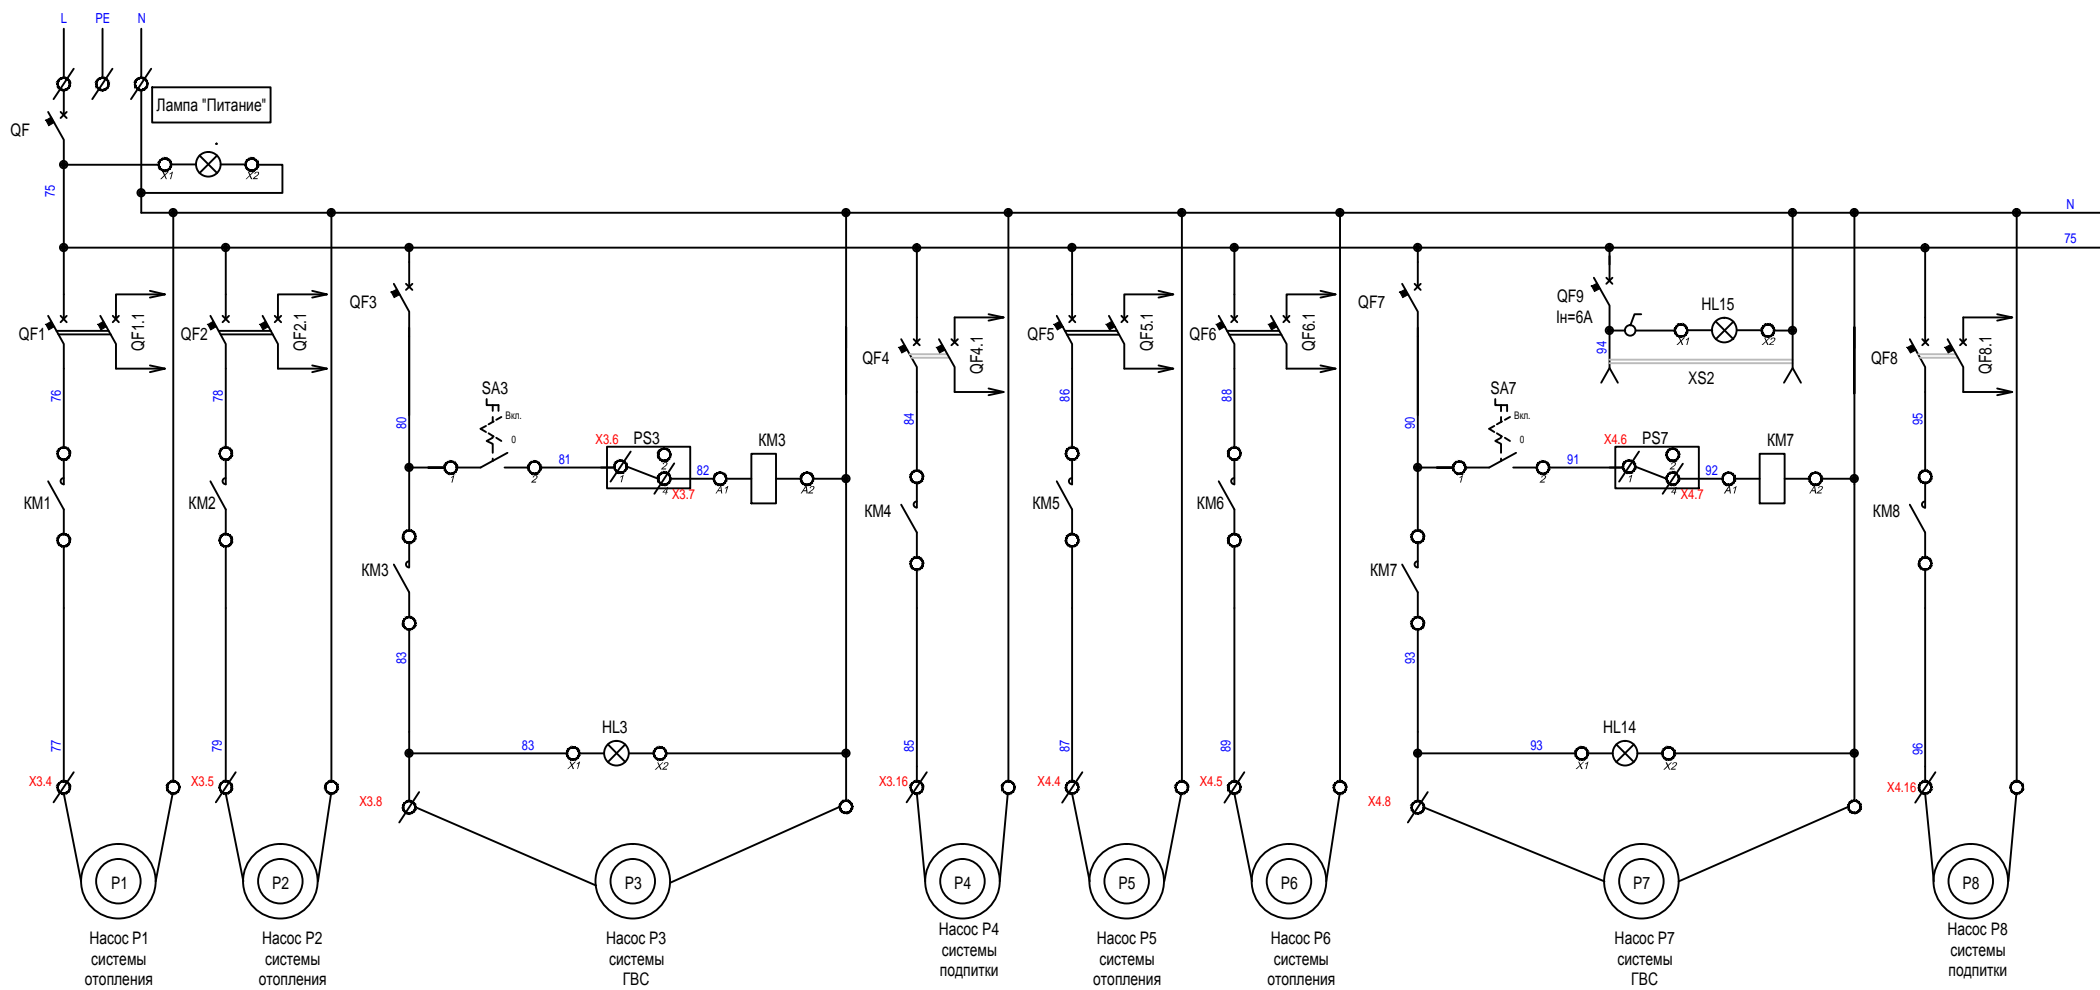 L PE N
Лампа "Питание"
QF
X1 X2
75
N
75
QF1 QF1.1 QF2 QF2.1 QF3 QF4 QF4.1 QF5 QF5.1 QF6 QF6.1 QF7 QF9 HL15 QF8 QF8.1
Iн=6А
X1 X2
94
XS2
76 78 80 84 86 88 90 95
SA3 SA7
Вкл. Вкл.
0 0
X3.6 PS3 KM3 X4.6 PS7 KM7
1 2 81 1 2 4 82 A1 A2
X3.7
1 2 91 1 2 4 92 A1 A2
X4.7
KM1 KM2 KM3 KM4 KM5 KM6 KM7 KM8
83 93
HL3 HL14
77 79 83 X1 X2 85 87 89 93 X1 X2 96
X3.4 X3.5 X3.8 X3.16 X4.4 X4.5 X4.8 X4.16
P1 P2 P3 P4 P5 P6 P7 P8
Насос P1
системы
отопления
Насос P2
системы
отопления
Насос P3
системы
ГВС
Насос P4
системы
подпитки
Насос P5
системы
отопления
Насос P6
системы
отопления
Насос P7
системы
ГВС
Насос P8
системы
подпитки